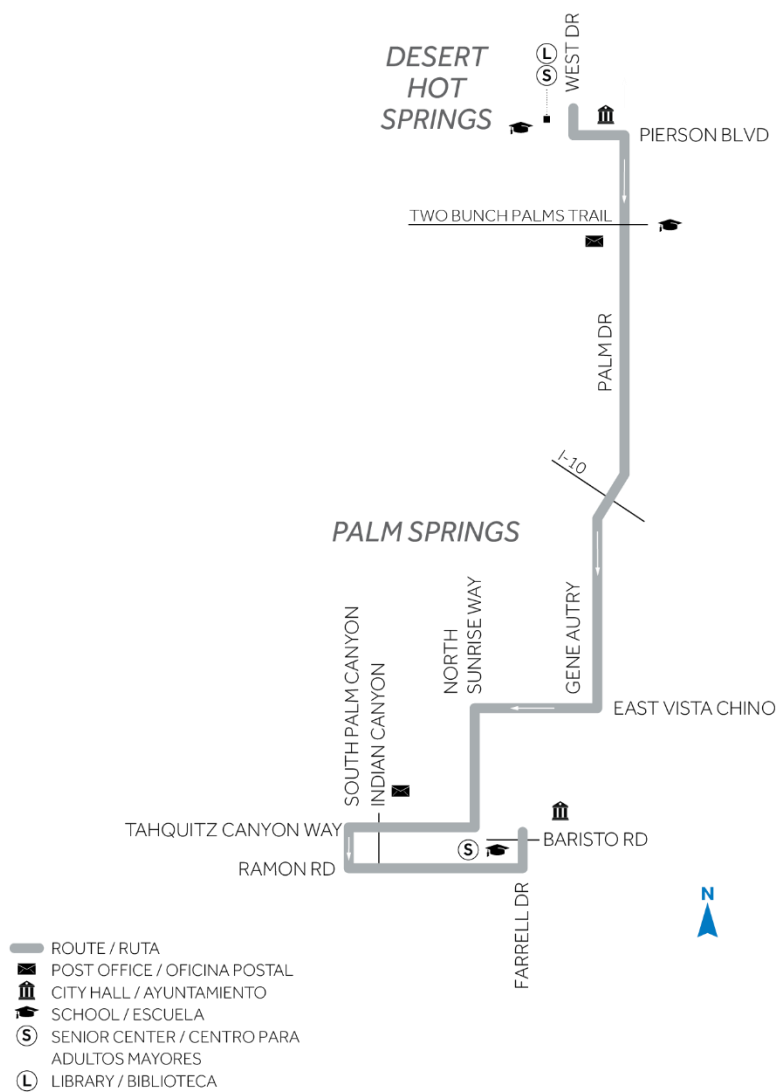 DESERT
HOT
SPRINGS
L
S
WEST DR
PIERSON BLVD
TWO BUNCH PALMS TRAIL
PALM DR
I-10
PALM SPRINGS
SOUTH PALM CANYON
INDIAN CANYON
NORTH
SUNRISE WAY
GENE AUTRY
EAST VISTA CHINO
TAHQUITZ CANYON WAY
S
BARISTO RD
RAMON RD
FARRELL DR
N
ROUTE / RUTA
POST OFFICE / OFICINA POSTAL
CITY HALL / AYUNTAMIENTO
SCHOOL / ESCUELA
S SENIOR CENTER / CENTRO PARA
ADULTOS MAYORES
L LIBRARY / BIBLIOTECA